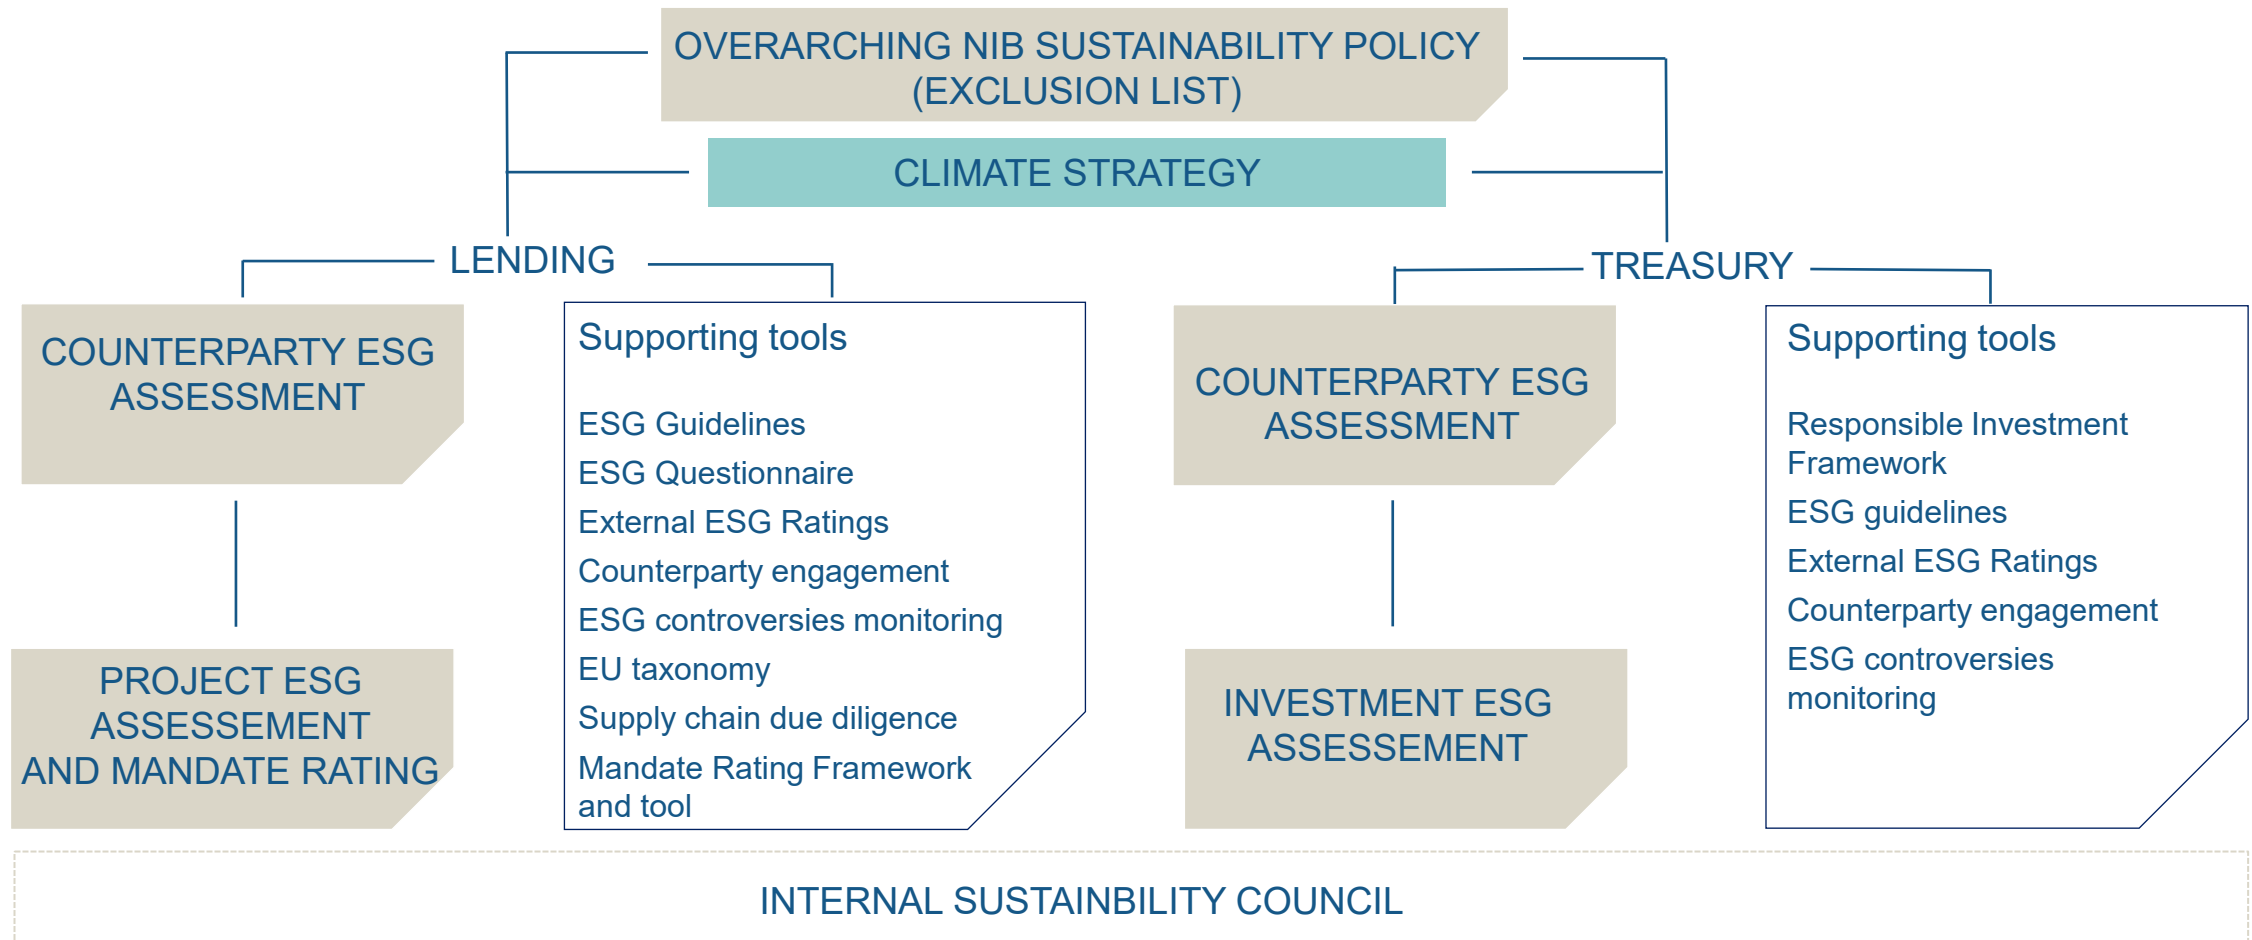 OVERARCHING NIB SUSTAINABILITY POLICY
(EXCLUSION LIST)
CLIMATE STRATEGY
LENDING
TREASURY
COUNTERPARTY ESG
ASSESSMENT
PROJECT ESG
ASSESSEMENT
AND MANDATE RATING
Supporting tools
ESG Guidelines
ESG Questionnaire
External ESG Ratings
Counterparty engagement
ESG controversies monitoring
EU taxonomy
Supply chain due diligence
Mandate Rating Framework
and tool
COUNTERPARTY ESG
ASSESSMENT
INVESTMENT ESG
ASSESSEMENT
Supporting tools
Responsible Investment
Framework
ESG guidelines
External ESG Ratings
Counterparty engagement
ESG controversies
monitoring
INTERNAL SUSTAINBILITY COUNCIL